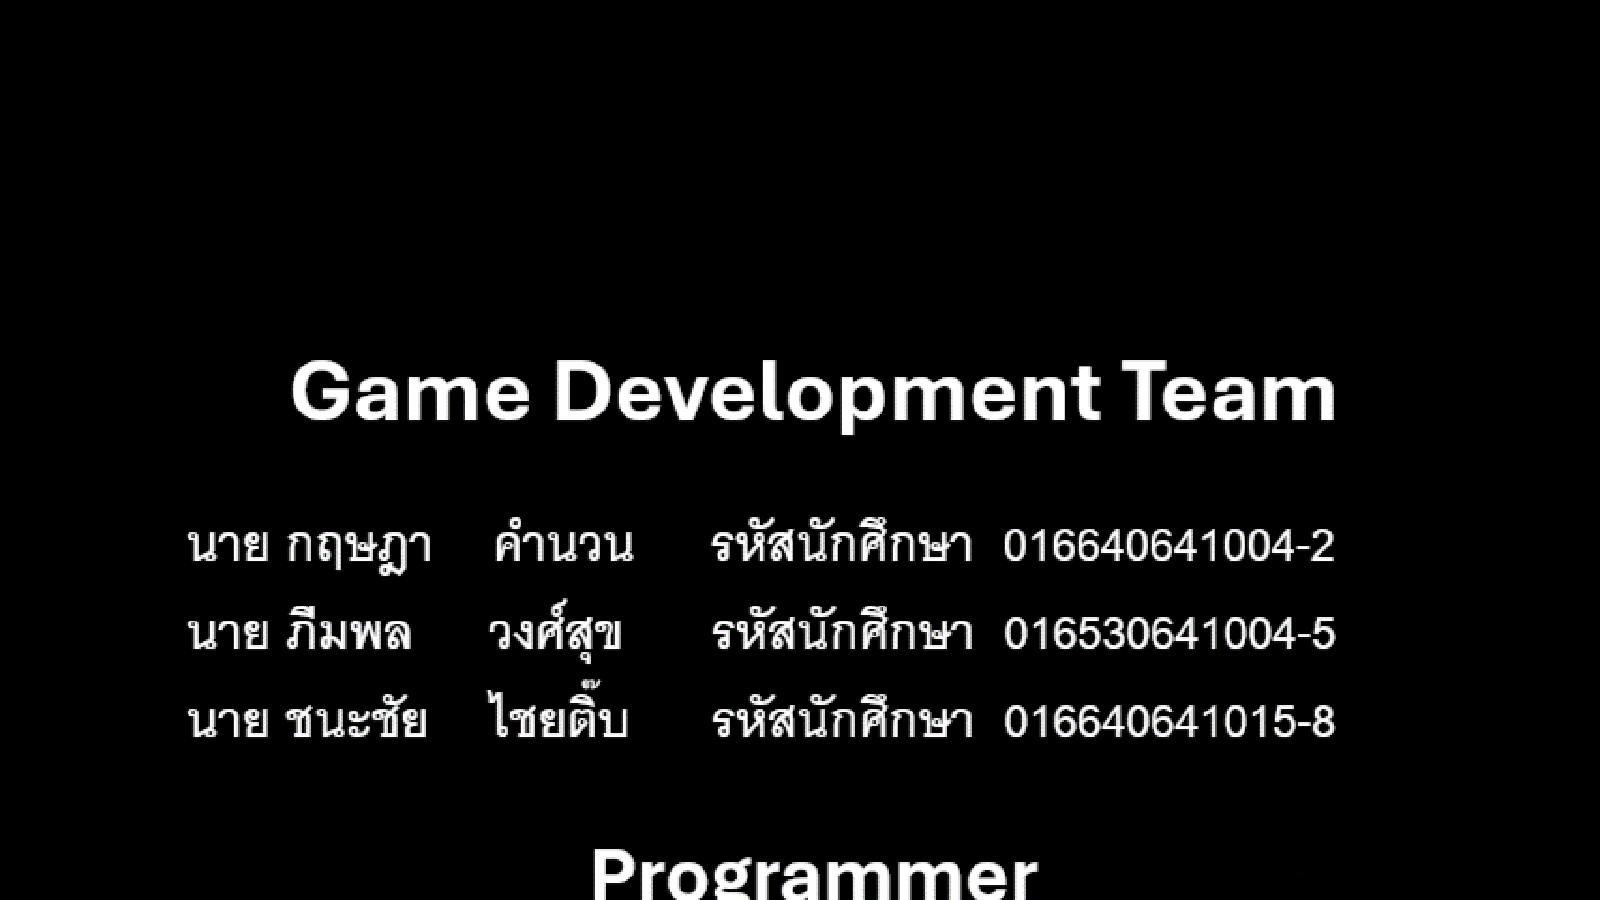 Game Development Team
นาย กฤษฎา คำนวน รหัสนักศึกษา 016640641004-2
นาย ภีมพล วงศ์สุข รหัสนักศึกษา 016530641004-5
นาย ชนะชัย ไชยติ๊บ รหัสนักศึกษา 016640641015-8
Programmer